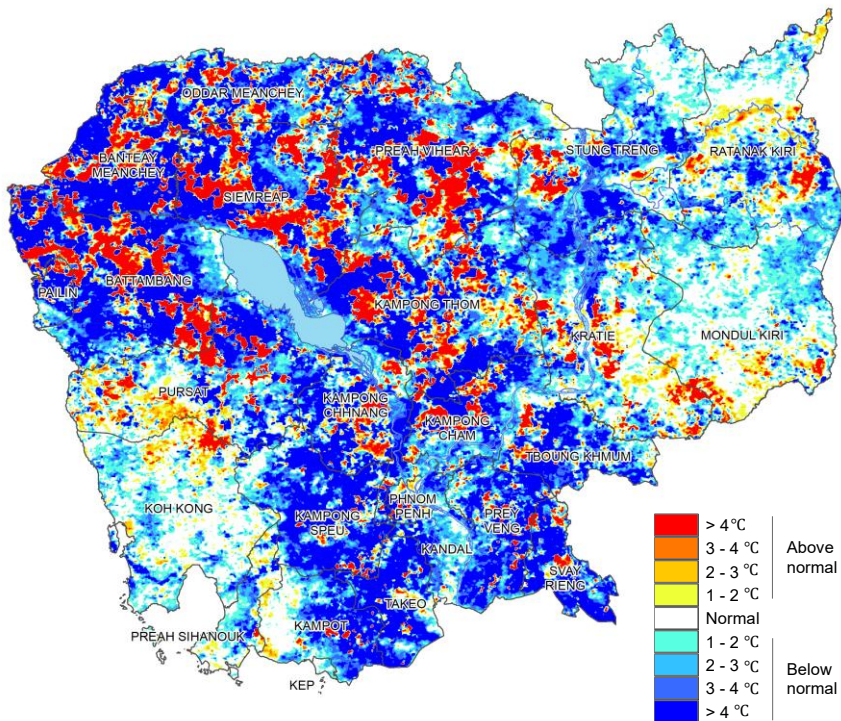 ODDAR MEANCHEY
BANTEAY
MEANCHEY
PREAH VIHEAR
STUNG TRENG
RATANAK KIRI
SIEMREAP
PAILIN
BATTAMBANG
KAMPONG THOM
KRATIE
MONDUL KIRI
PURSAT
KAMPONG
CHHNANG
KAMPONG
CHAM
TBOUNG KHMUM
KOH KONG
KAMPONG
SPEU
PHNOM
PENH
PREY
VENG
KANDAL
SVAY
RIENG
TAKEO
KAMPOT
PREAH SIHANOUK
KEP
> 4℃
3 - 4 ℃
2 - 3 ℃
1 - 2 ℃
Above
normal
Normal
1 - 2 ℃
2 - 3 ℃
3 - 4 ℃
> 4 ℃
Below
normal